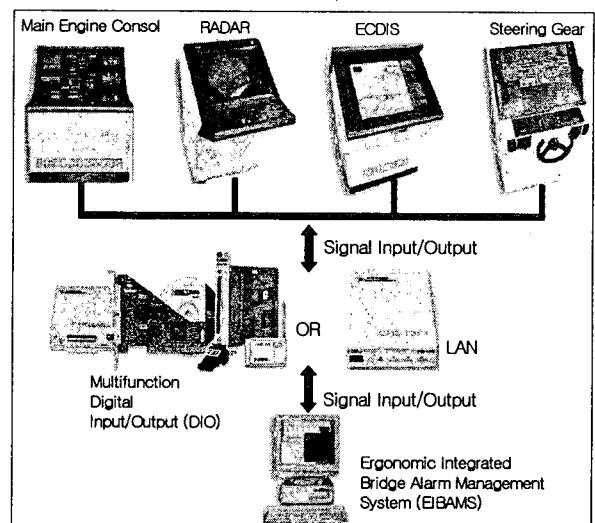 Main Engine Consol
RADAR
ECDIS
Steering Gear
Signal Input/Output
OR
LAN
Multifunction
Digital
Input/Output (DIO)
Signal Input/Output
Ergonomic Integrated
Bridge Alarm Management
System (EIBAMS)